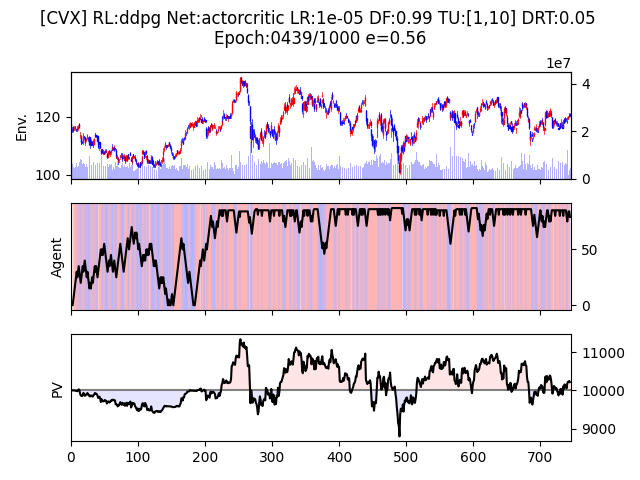 [CVX] RL:ddpg Net:actorcritic LR:1e-05 DF:0.99 TU:[1,10] DRT:0.05
Epoch:0439/1000 e=0.56
1e7
Env.
120
100
4
2
0
Agent
50
0
PV
11000
10000
9000
0 100 200 300 400 500 600 700